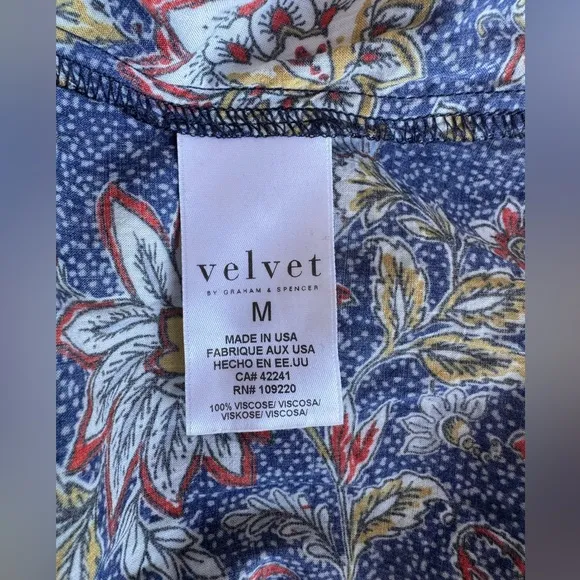 velvet
BY GRAHAM & SPENCER
M
MADE IN USA
FABRIQUE AUX USA
HECHO EN EE.UU
CA# 42241
RN# 109220
100% VISCOSE/ VISCOSA/
VISKOSE/ VISCOSA/